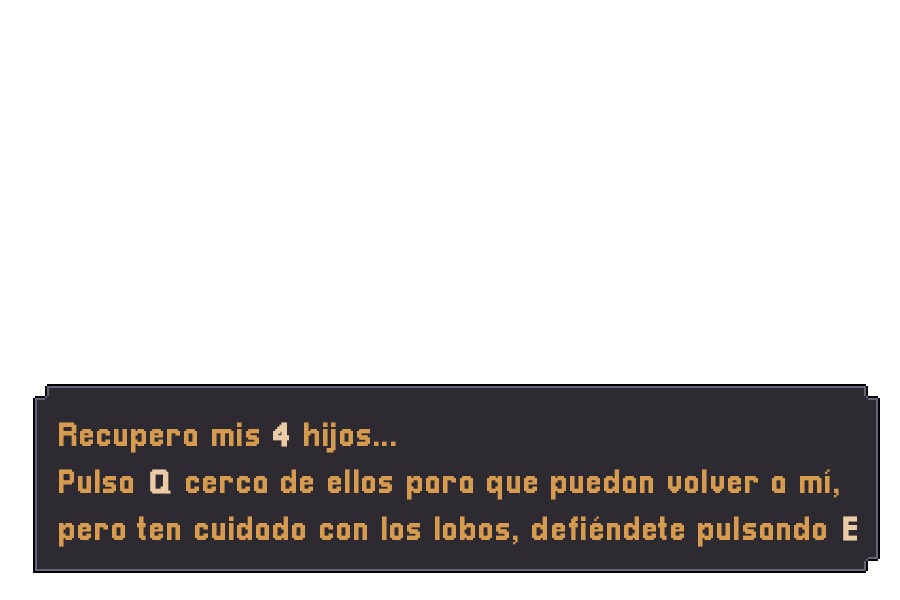 Recupera mis 4 hijos...
Pulsa Q cerca de ellos para que puedan volver a mí,
pero ten cuidado con los lobos, defiéndete pulsando E